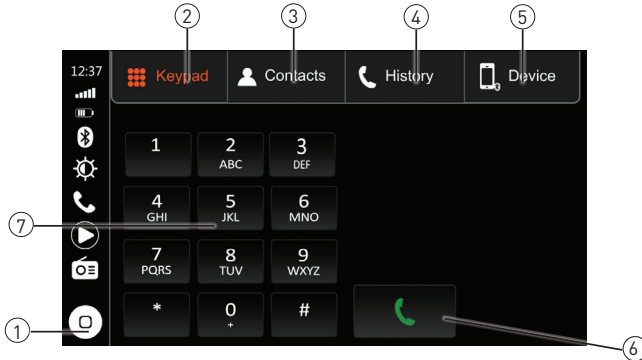 2 3 4 5
12:37 Keypad Contacts History Device
1 2 3
ABC DEF
4 5 6
GHI JKL MNO
7
7 8 9
PQRS TUV WXYZ
* 0 #
+
1
6